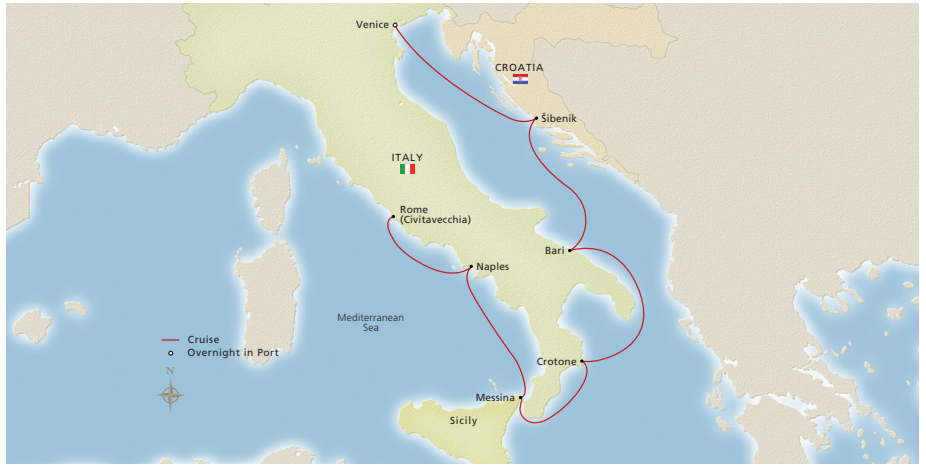 Venice
CROATIA
Šibenik
ITALY
Rome
(Civitavecchia)
Bari
Naples
Mediterranean
Sea
Cruise
Overnight in Port
Crotone
N
Messina
Sicily